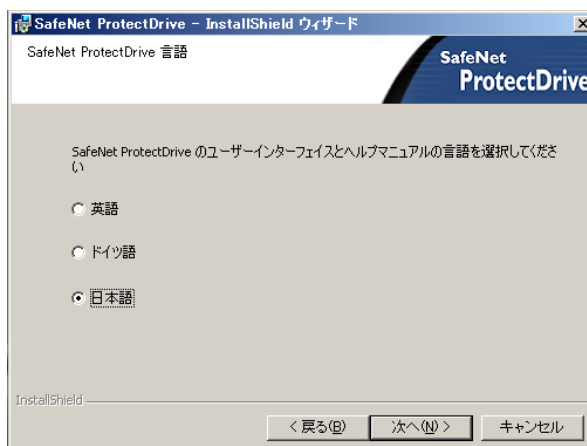 SafeNet ProtectDrive - InstallShield ウィザード
SafeNet ProtectDrive 言語
SafeNet
ProtectDrive
SafeNet ProtectDrive のユーザーインターフェイスとヘルプマニュアルの言語を選択してくださ
い
英語
ドイツ語
日本語
InstallShield
< 戻る(B)
次へ(N) >
キャンセル